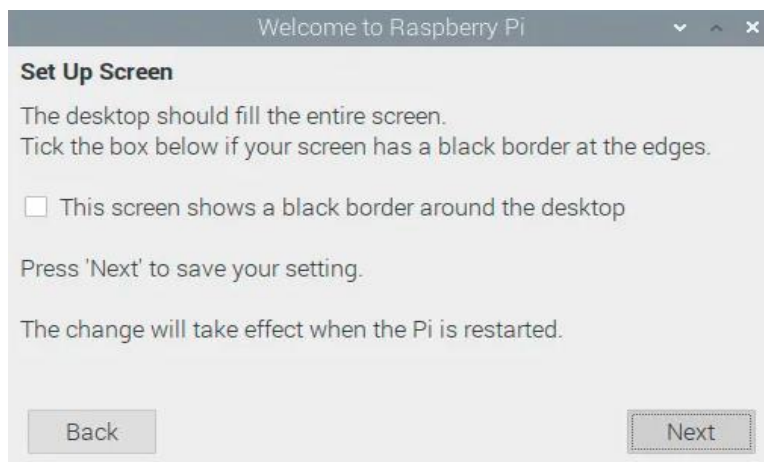 Welcome to Raspberry Pi
Set Up Screen
The desktop should fill the entire screen.
Tick the box below if your screen has a black border at the edges.
This screen shows a black border around the desktop
Press 'Next' to save your setting.
The change will take effect when the Pi is restarted.
Back
Next